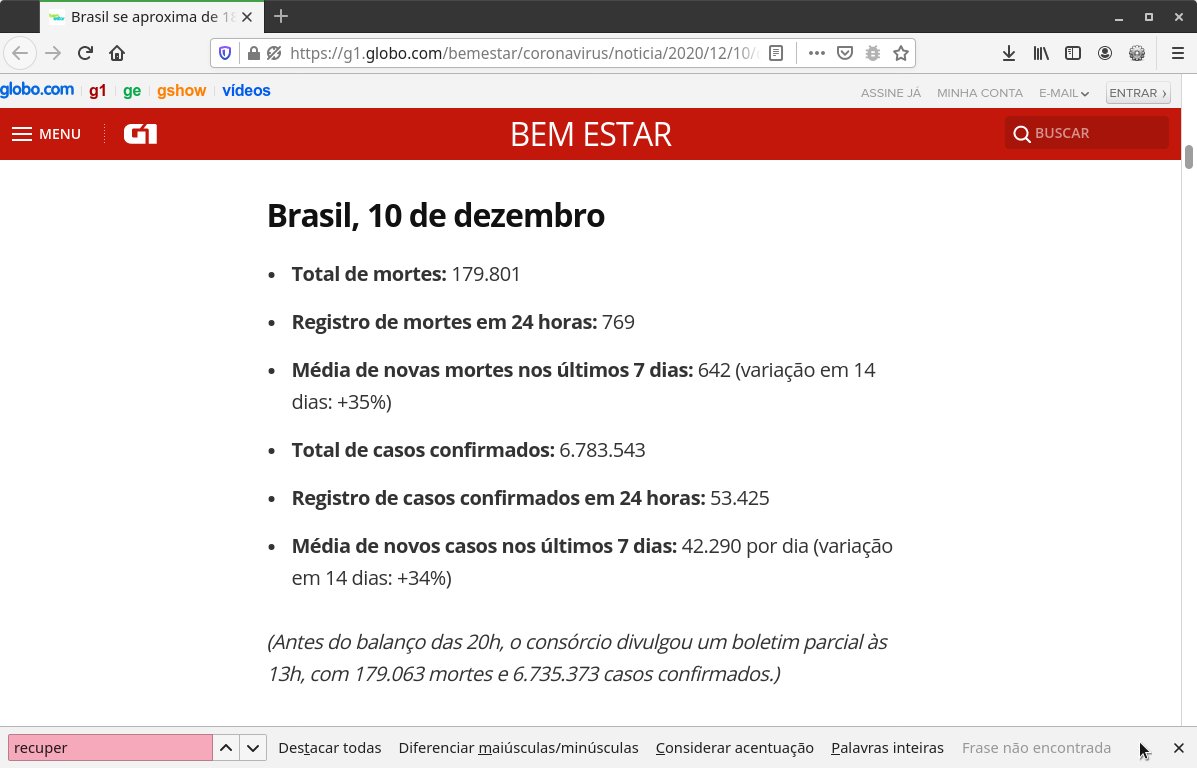 Brasil se aproxima de 18
https://g1.globo.com/bemestar/coronavirus/noticia/2020/12/10/
globo.com g1 ge gshow vídeos ASSINE JÁ MINHA CONTA E-MAIL ENTRAR
MENU G1 BEM ESTAR BUSCAR
Brasil, 10 de dezembro
• Total de mortes: 179.801
• Registro de mortes em 24 horas: 769
• Média de novas mortes nos últimos 7 dias: 642 (variação em 14
dias: +35%)
• Total de casos confirmados: 6.783.543
• Registro de casos confirmados em 24 horas: 53.425
• Média de novos casos nos últimos 7 dias: 42.290 por dia (variação
em 14 dias: +34%)
(Antes do balanço das 20h, o consórcio divulgou um boletim parcial às
13h, com 179.063 mortes e 6.735.373 casos confirmados.)
recuper Destacar todas Diferenciar maiúsculas/minúsculas Considerar acentuação Palavras inteiras Frase não encontrada